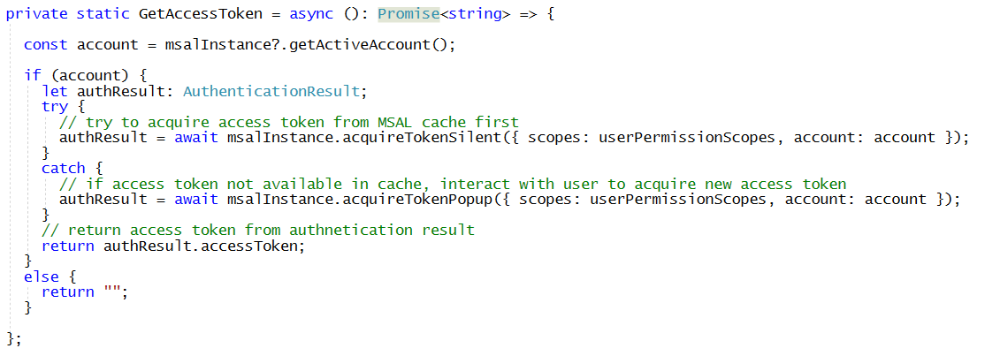 private static GetAccessToken = async (): Promise<string> => {
const account = msalInstance?.getActiveAccount();
if (account) {
let authResult: AuthenticationResult;
try {
// try to acquire access token from MSAL cache first
authResult = await msalInstance.acquireTokenSilent({ scopes: userPermissionScopes, account: account });
}
catch {
// if access token not available in cache, interact with user to acquire new access token
authResult = await msalInstance.acquireTokenPopup({ scopes: userPermissionScopes, account: account });
}
// return access token from authnetication result
return authResult.accessToken;
}
else {
return "";
}
};